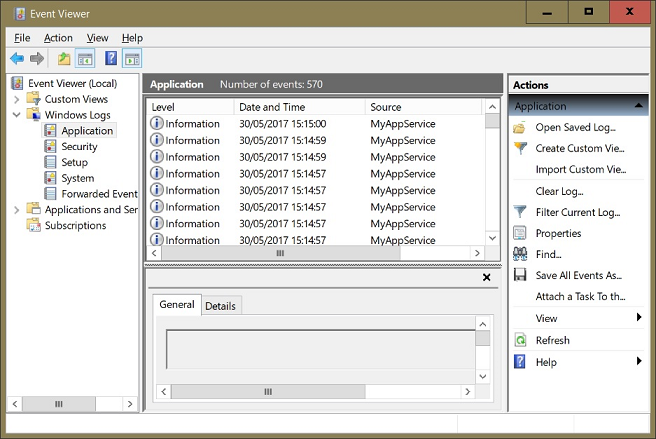 Event Viewer
File Action View Help
Event Viewer (Local)
Custom Views
Windows Logs
Application
Security
Setup
System
Forwarded Event
Applications and Ser
Subscriptions
Application Number of events: 570
Level Date and Time Source
Information 30/05/2017 15:15:00 MyAppService
Information 30/05/2017 15:14:59 MyAppService
Information 30/05/2017 15:14:59 MyAppService
Information 30/05/2017 15:14:57 MyAppService
Information 30/05/2017 15:14:57 MyAppService
Information 30/05/2017 15:14:57 MyAppService
Information 30/05/2017 15:14:57 MyAppService
Information 30/05/2017 15:14:57 MyAppService
General Details
Actions
Application
Open Saved Log...
Create Custom Vie...
Import Custom Vie...
Clear Log...
Filter Current Log...
Properties
Find...
Save All Events As...
Attach a Task To th...
View
Refresh
Help